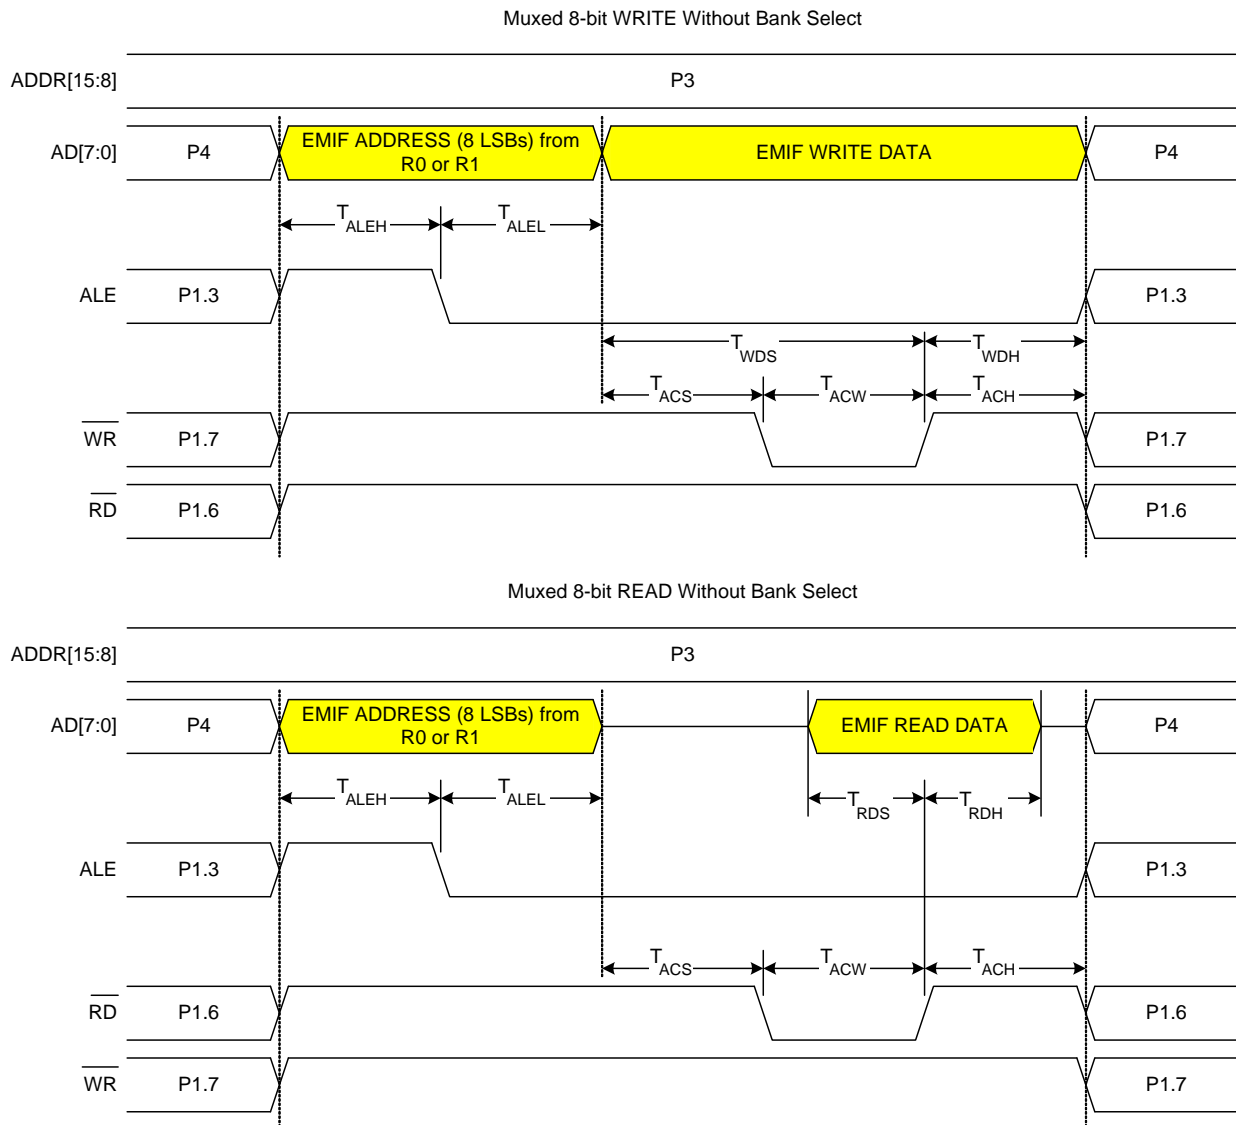 Muxed 8-bit WRITE Without Bank Select
ADDR[15:8] P3
AD[7:0] P4 EMIF ADDRESS (8 LSBs) from R0 or R1 EMIF WRITE DATA P4
TALEH TALEL
ALE P1.3 P1.3
TWDS TWDH
TACS TACW TACH
WR P1.7 P1.7
RD P1.6 P1.6
Muxed 8-bit READ Without Bank Select
ADDR[15:8] P3
AD[7:0] P4 EMIF ADDRESS (8 LSBs) from R0 or R1 EMIF READ DATA P4
TALEH TALEL TRDS TRDH
ALE P1.3 P1.3
TACS TACW TACH
RD P1.6 P1.6
WR P1.7 P1.7